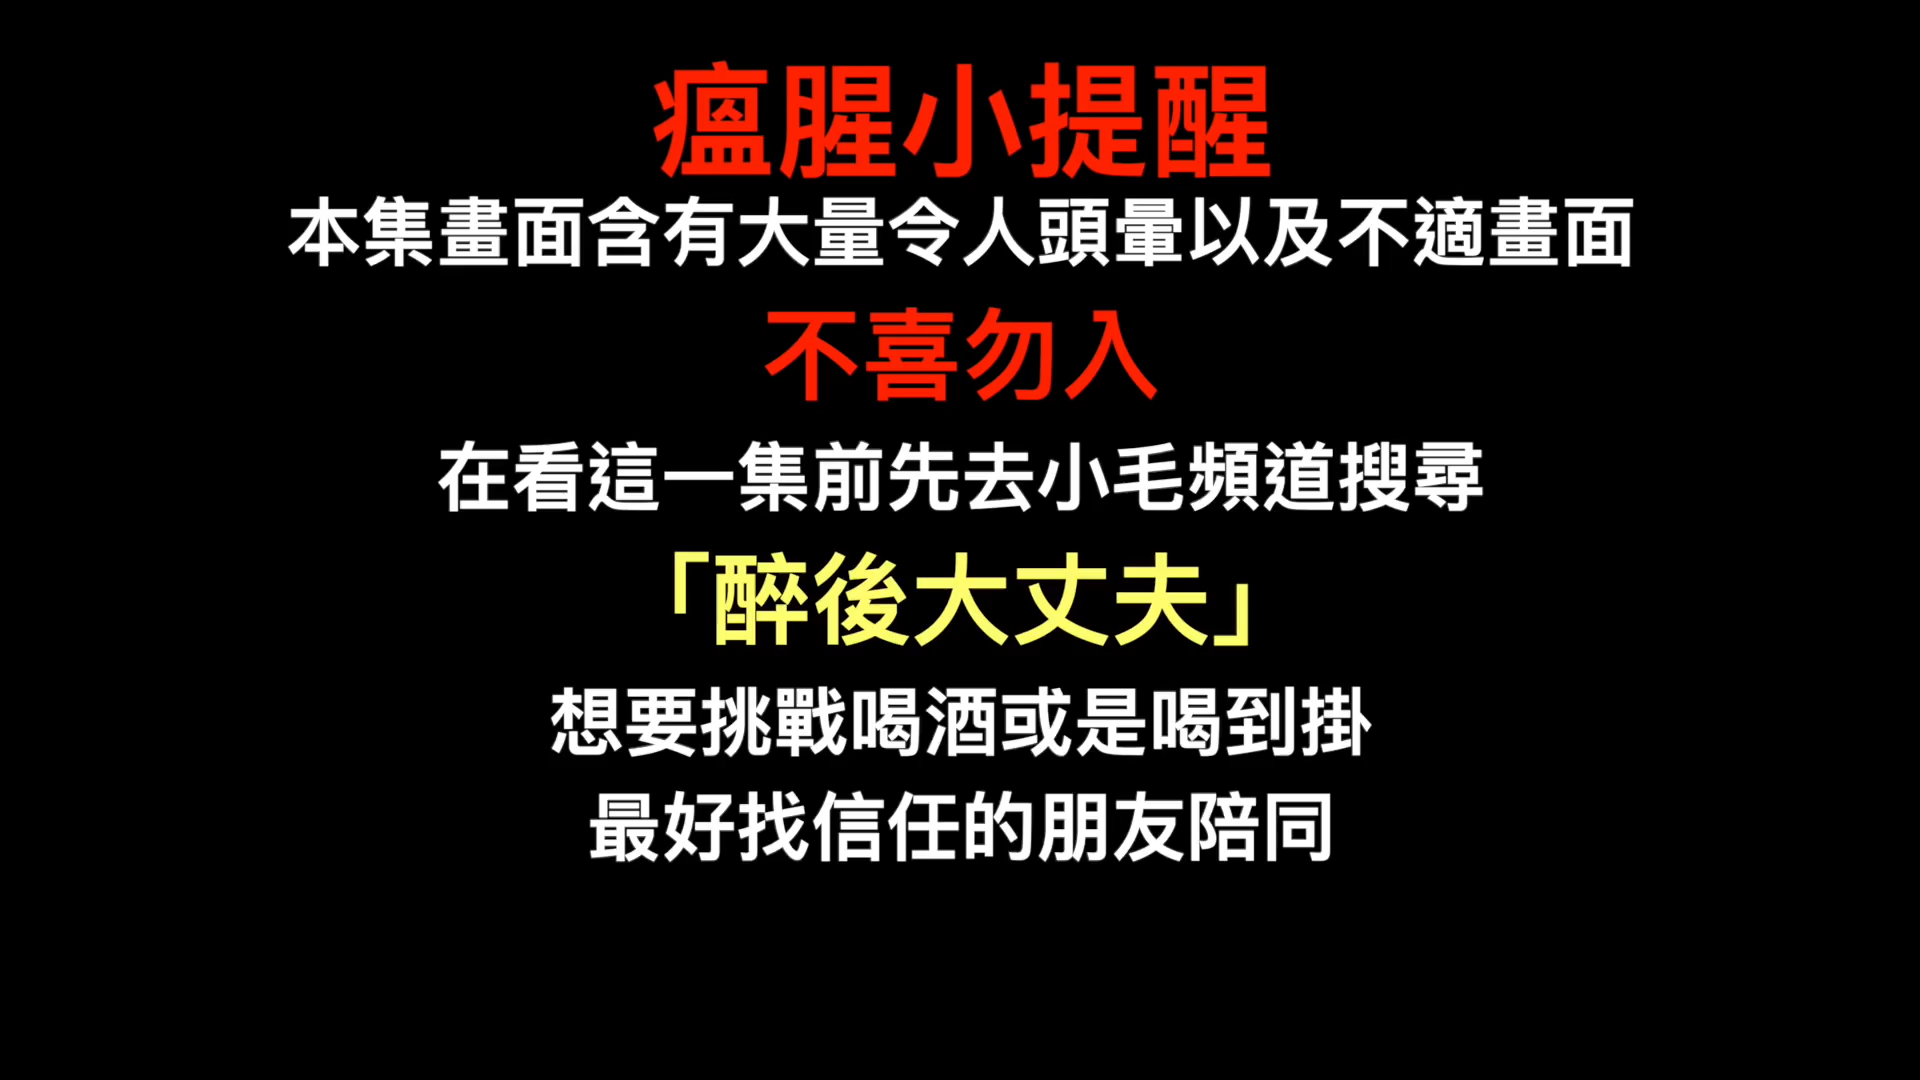 瘟腥小提醒
本集畫面含有大量令人頭暈以及不適畫面
不喜勿入
在看這一集前先去小毛頻道搜尋
「醉後大丈夫」
想要挑戰喝酒或是喝到掛
最好找信任的朋友陪同